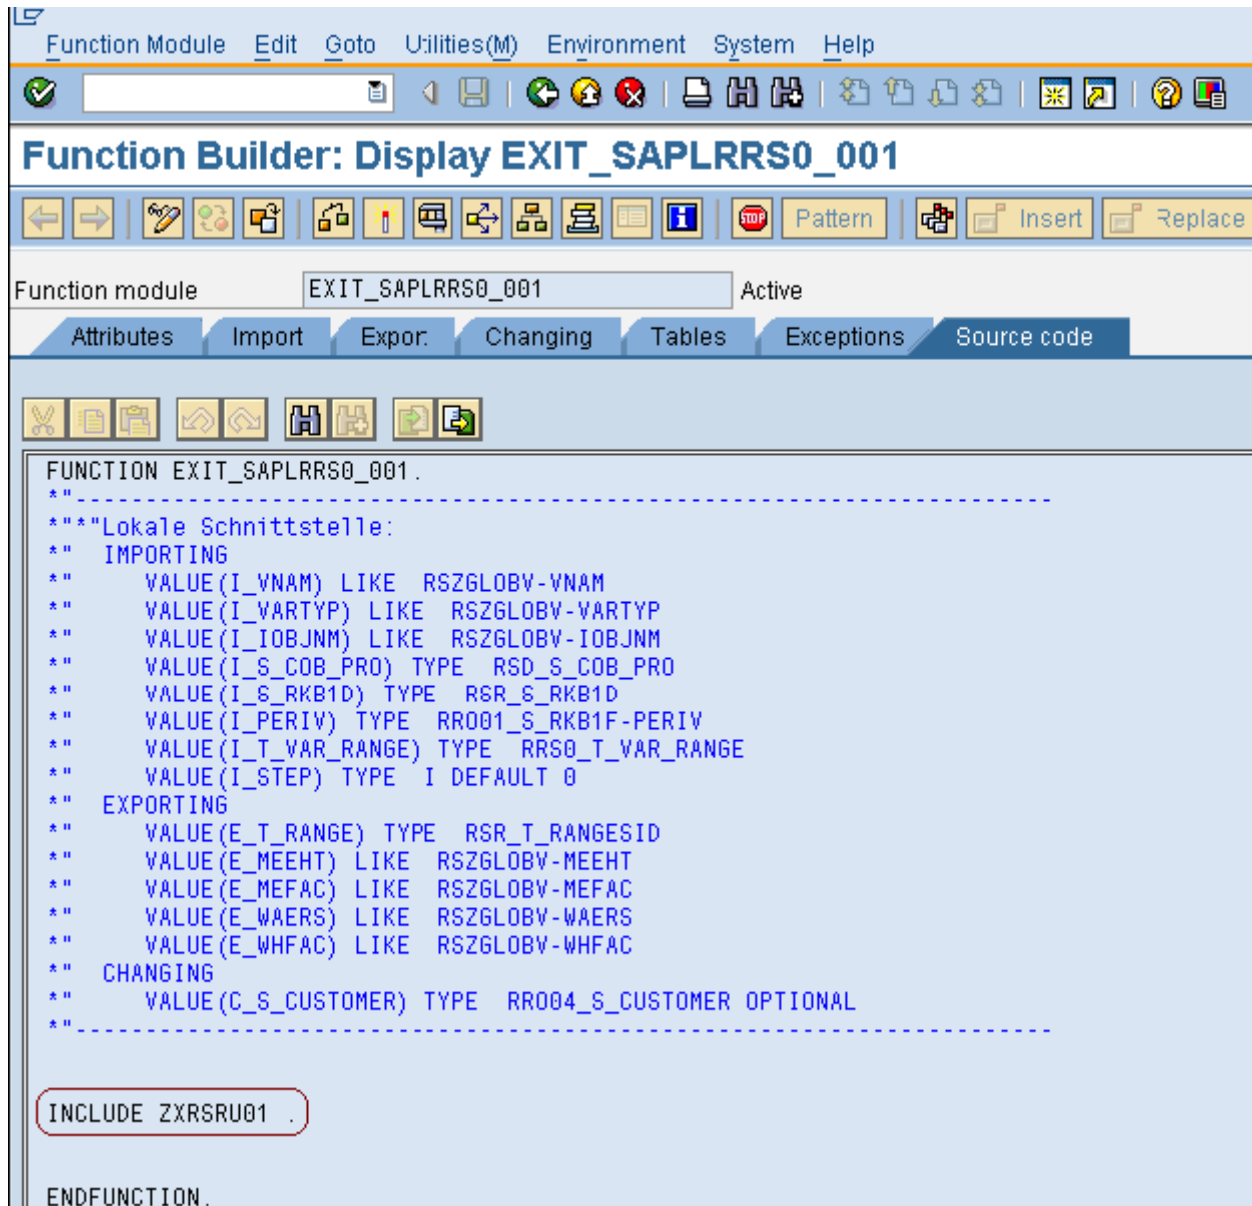 Function Module Edit Goto Utilities(M) Environment System Help
Function Builder: Display EXIT_SAPLRRS0_001
STOP Pattern Insert Replace
Function module EXIT_SAPLRRS0_001 Active
Attributes Import Export Changing Tables Exceptions Source code
FUNCTION EXIT_SAPLRRS0_001.
*"----------------------------------------------------------------------
*"*"Lokale Schnittstelle:
*"  IMPORTING
*"     VALUE(I_VNAM) LIKE  RSZGLOBV-VNAM
*"     VALUE(I_VARTYP) LIKE  RSZGLOBV-VARTYP
*"     VALUE(I_IOBJNM) LIKE  RSZGLOBV-IOBJNM
*"     VALUE(I_S_COB_PRO) TYPE  RSD_S_COB_PRO
*"     VALUE(I_S_RKB1D) TYPE  RSR_S_RKB1D
*"     VALUE(I_PERIV) TYPE  RRO01_S_RKB1F-PERIV
*"     VALUE(I_T_VAR_RANGE) TYPE  RRS0_T_VAR_RANGE
*"     VALUE(I_STEP) TYPE  I DEFAULT 0
*"  EXPORTING
*"     VALUE(E_T_RANGE) TYPE  RSR_T_RANGESID
*"     VALUE(E_MEEHT) LIKE  RSZGLOBV-MEEHT
*"     VALUE(E_MEFAC) LIKE  RSZGLOBV-MEFAC
*"     VALUE(E_WAERS) LIKE  RSZGLOBV-WAERS
*"     VALUE(E_WHFAC) LIKE  RSZGLOBV-WHFAC
*"  CHANGING
*"     VALUE(C_S_CUSTOMER) TYPE  RRO04_S_CUSTOMER OPTIONAL
*"----------------------------------------------------------------------
INCLUDE ZXRSRU01 .
ENDFUNCTION.